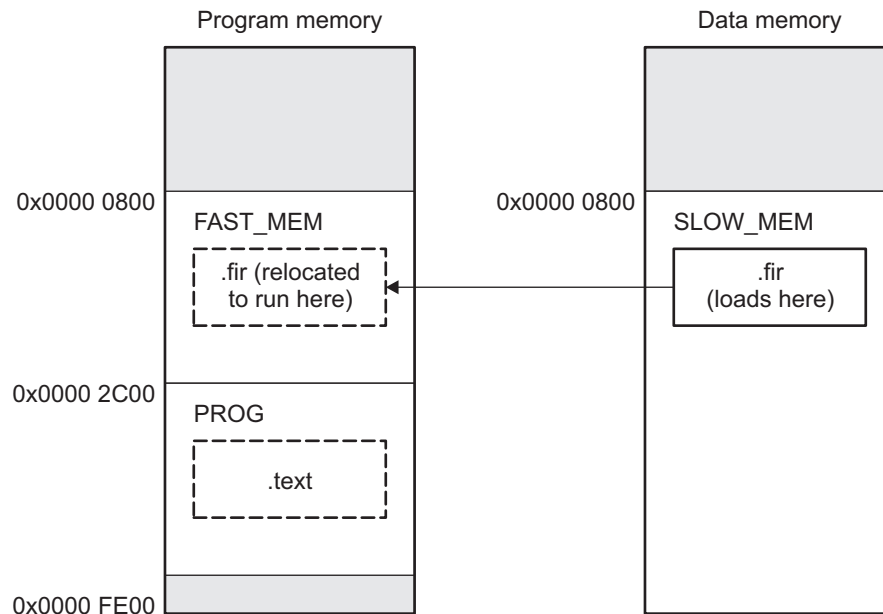 Program memory
Data memory
0x0000 0800
0x0000 0800
FAST_MEM
SLOW_MEM
.fir (relocated
to run here)
.fir
(loads here)
0x0000 2C00
PROG
.text
0x0000 FE00